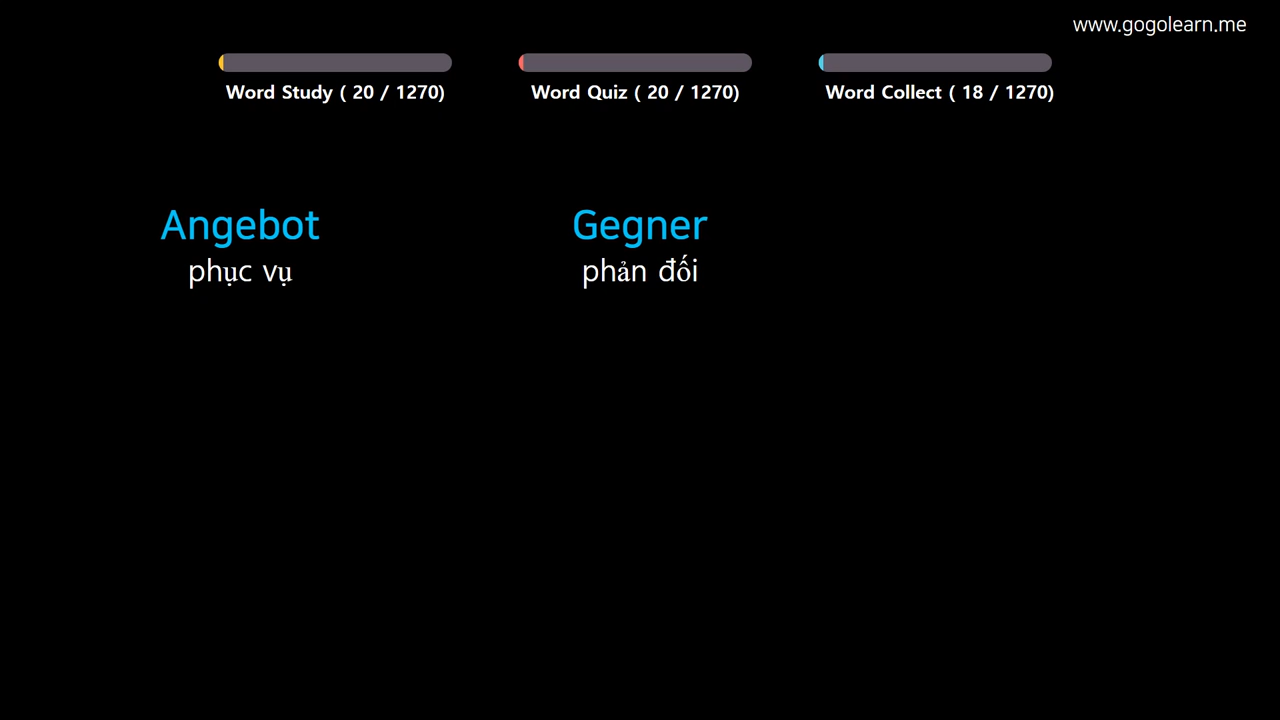 www.gogolearn.me
Word Study ( 20 / 1270)
Word Quiz ( 20 / 1270)
Word Collect ( 18 / 1270)
Angebot
phục vụ
Gegner
phản đối